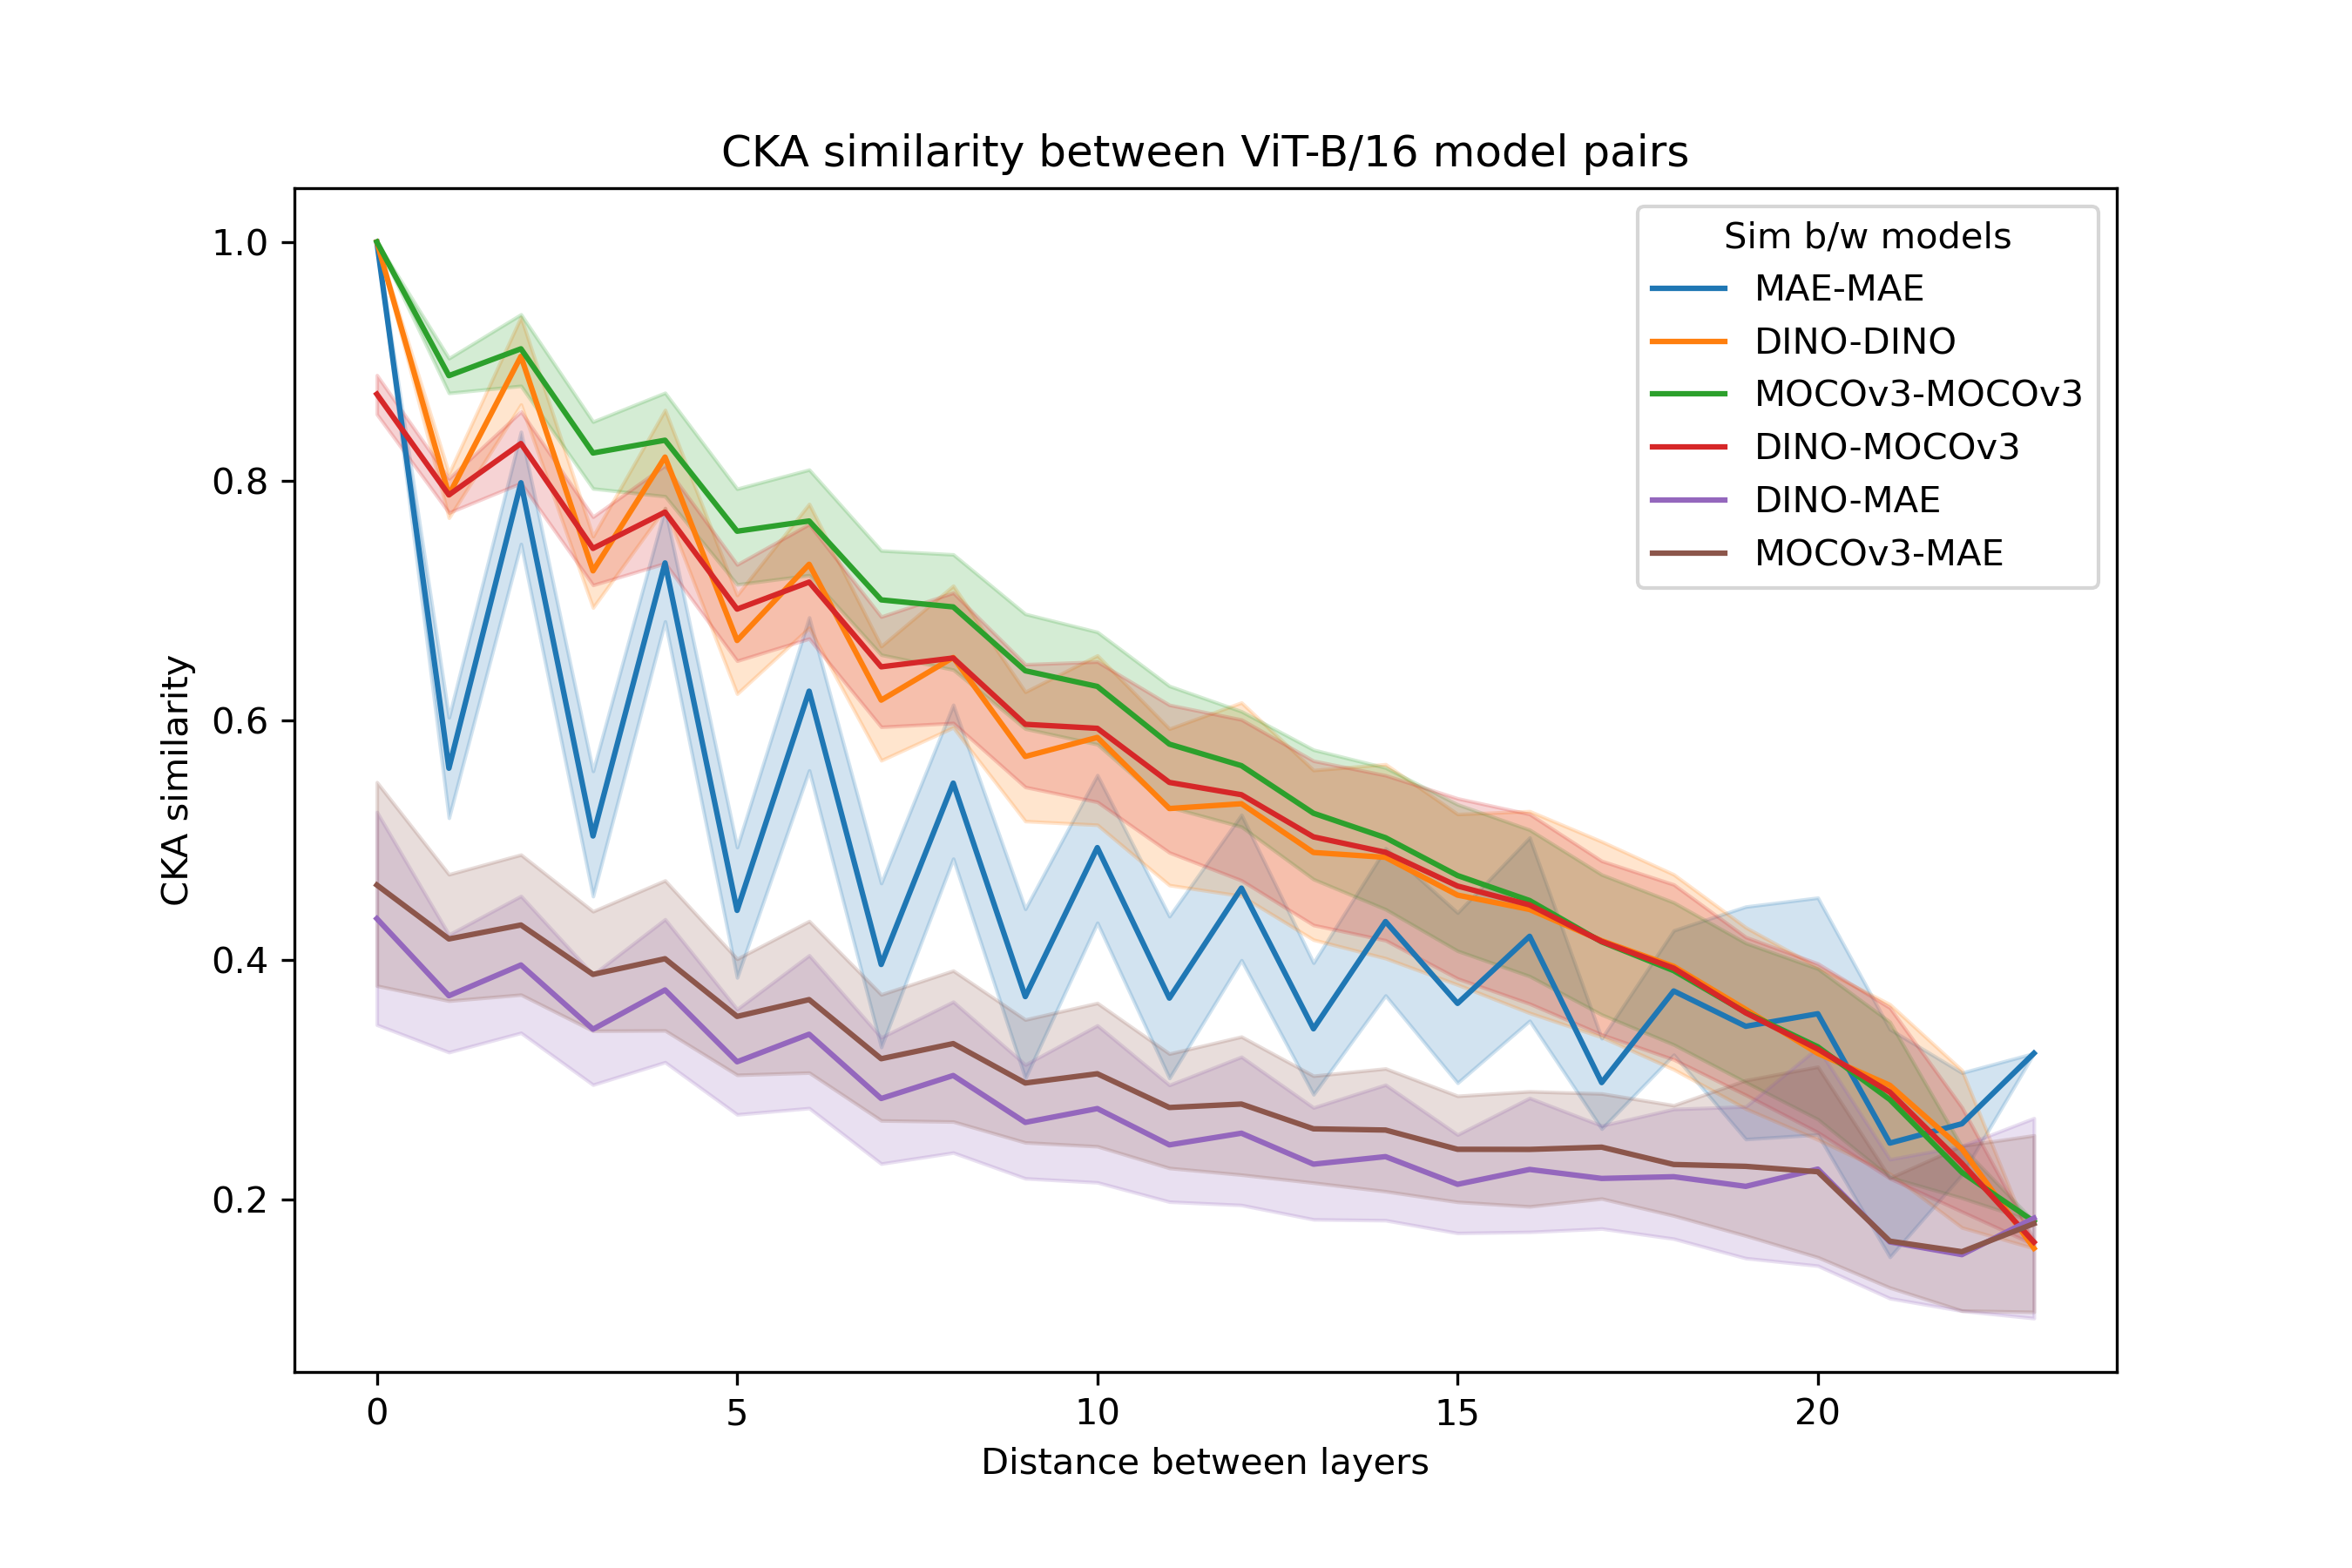 CKA similarity between ViT-B/16 model pairs
Sim b/w models
MAE-MAE
DINO-DINO
MOCOv3-MOCOv3
DINO-MOCOv3
DINO-MAE
MOCOv3-MAE
CKA similarity
1.0
0.8
0.6
0.4
0.2
0 5 10 15 20
Distance between layers